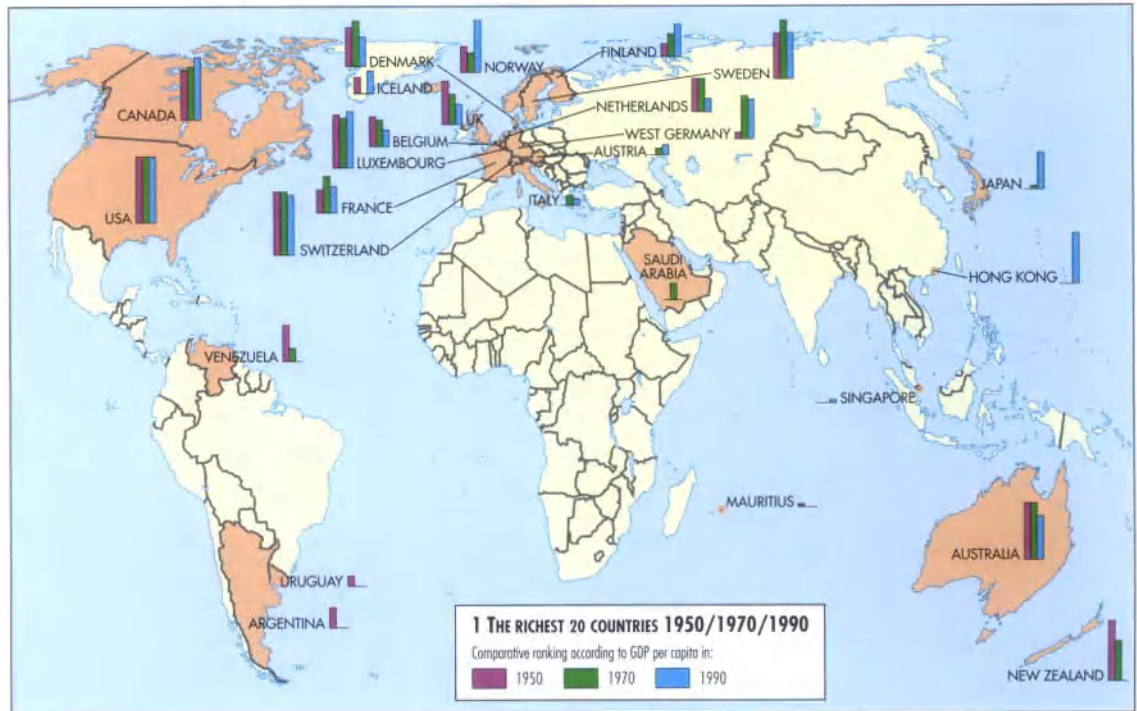 DENMARK
NORWAY
FINLAND
SWEDEN
ICELAND
CANADA
UK
NETHERLANDS
BELGIUM
WEST GERMANY
LUXEMBOURG
AUSTRIA
JAPAN
USA
FRANCE
ITALY
SWITZERLAND
SAUDI
ARABIA
HONG KONG
VENEZUELA
SINGAPORE
MAURITIUS
AUSTRALIA
URUGUAY
ARGENTINA
NEW ZEALAND
1 THE RICHEST 20 COUNTRIES 1950/1970/1990
Comparative ranking according to GDP per capita in:
1950 1970 1990